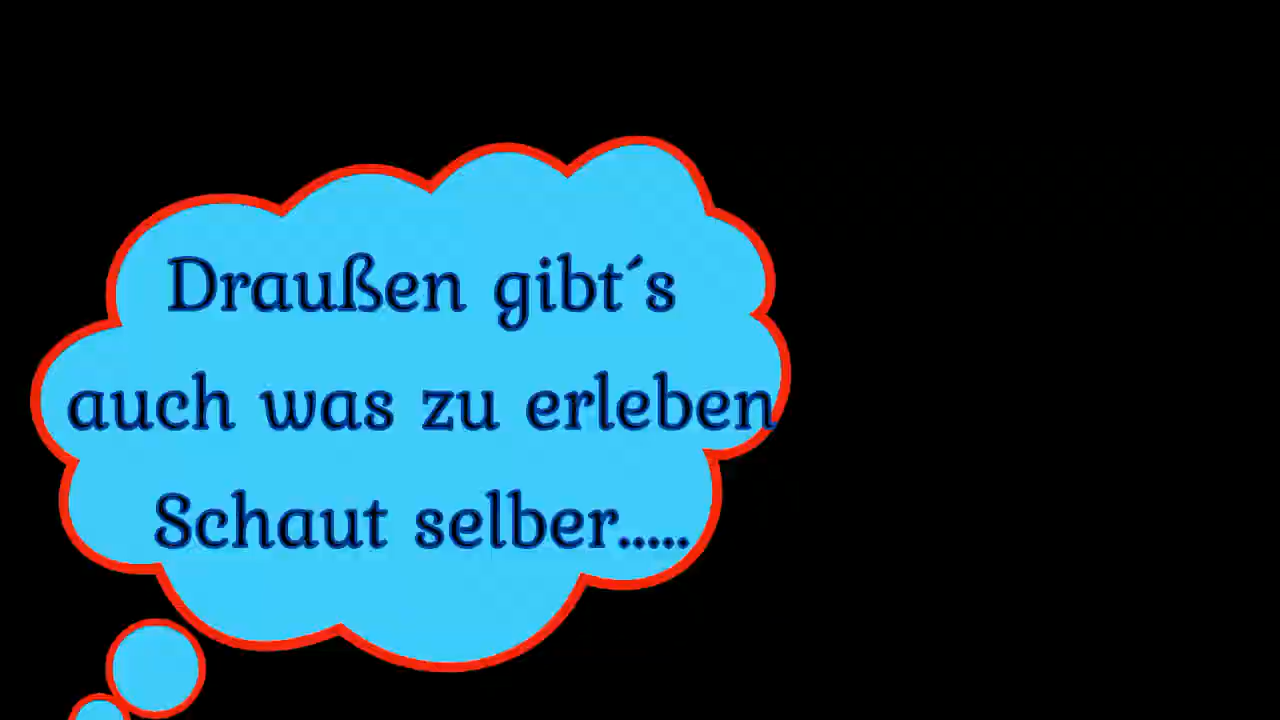 Draußen gibt´s
auch was zu erleben
Schaut selber.....